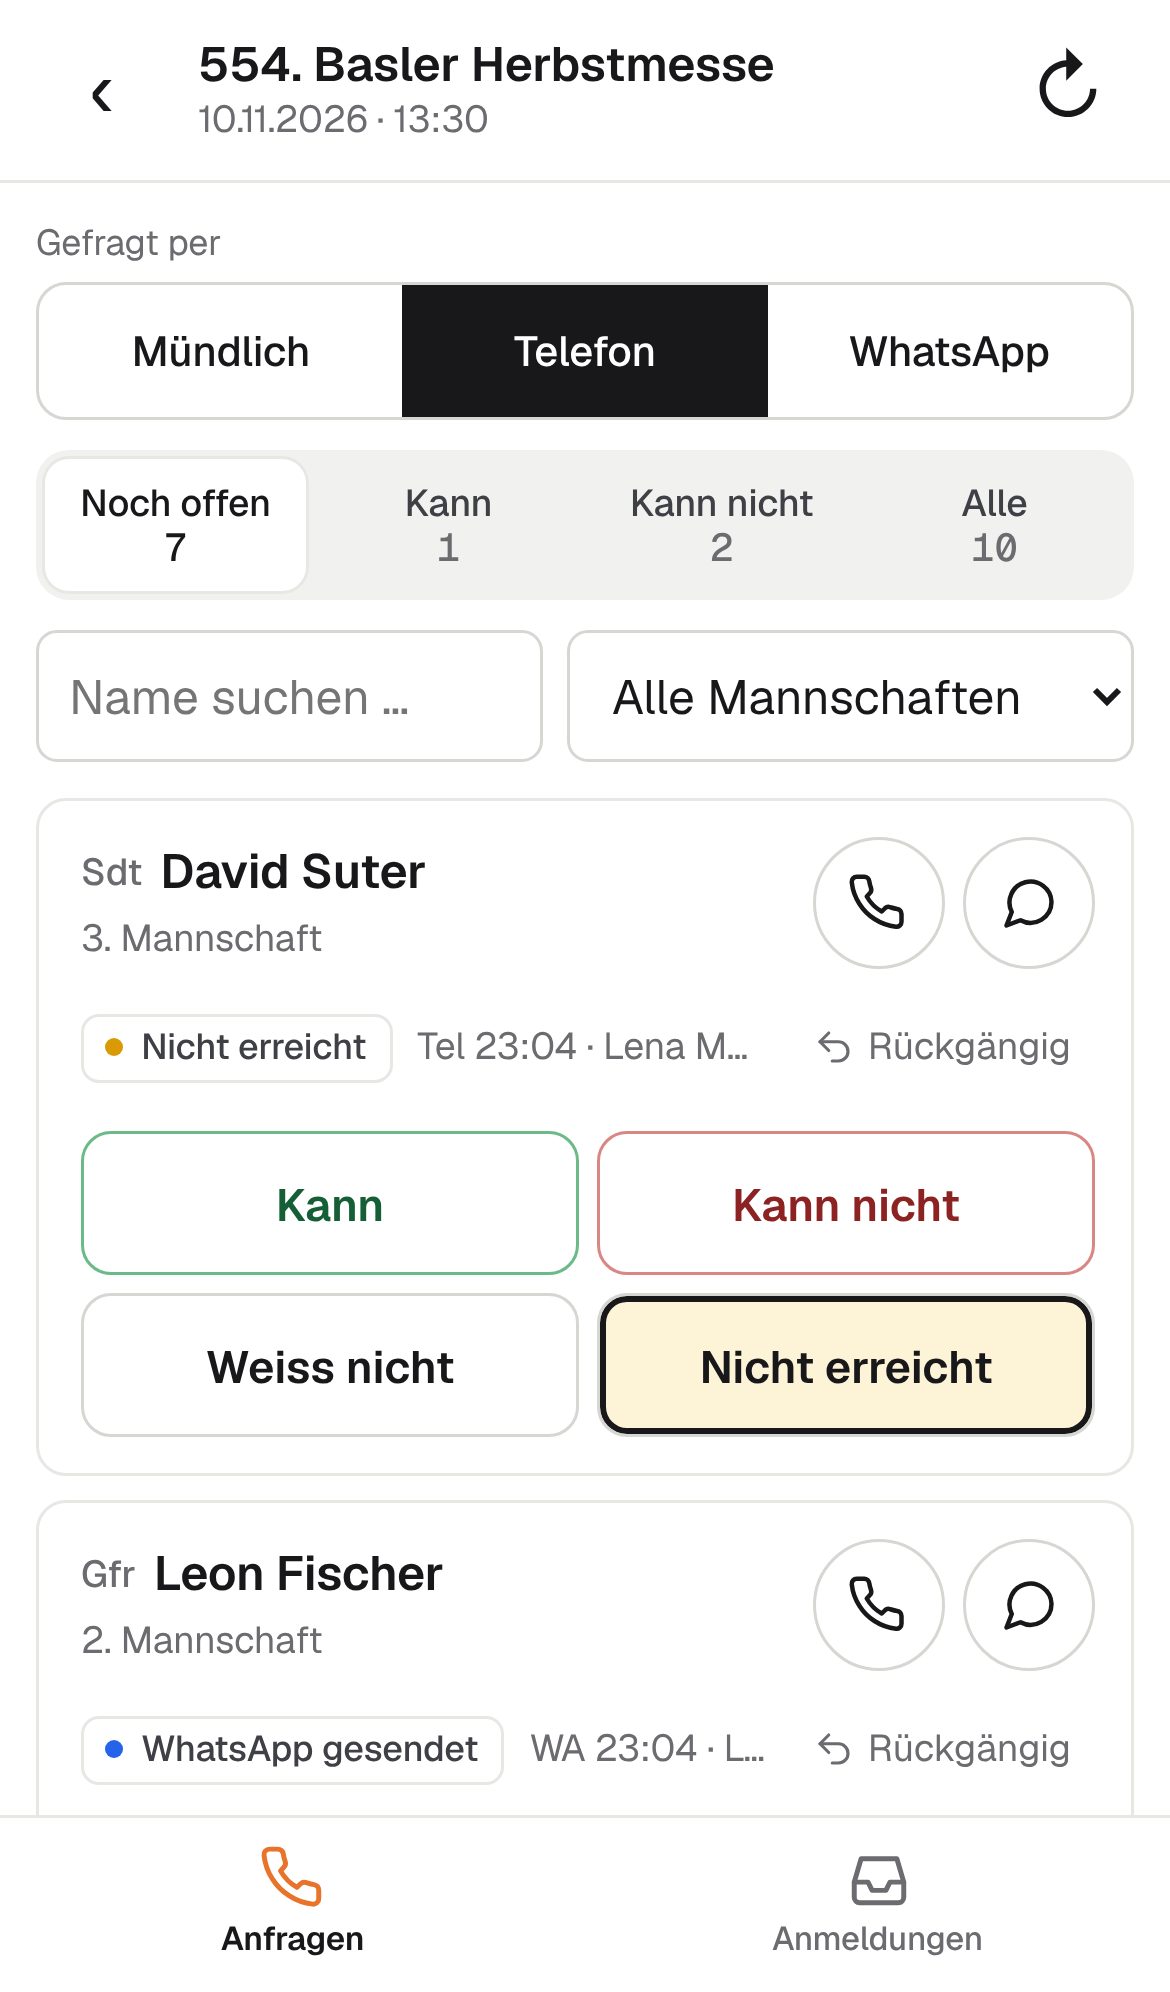 554. Basler Herbstmesse
10.11.2026 · 13:30
Gefragt per
Mündlich Telefon WhatsApp
Noch offen Kann Kann nicht Alle
7 1 2 10
Name suchen ... Alle Mannschaften
Sdt David Suter
3. Mannschaft
Nicht erreicht Tel 23:04 · Lena M... Rückgängig
Kann Kann nicht
Weiss nicht Nicht erreicht
Gfr Leon Fischer
2. Mannschaft
WhatsApp gesendet WA 23:04 · L... Rückgängig
Anfragen Anmeldungen